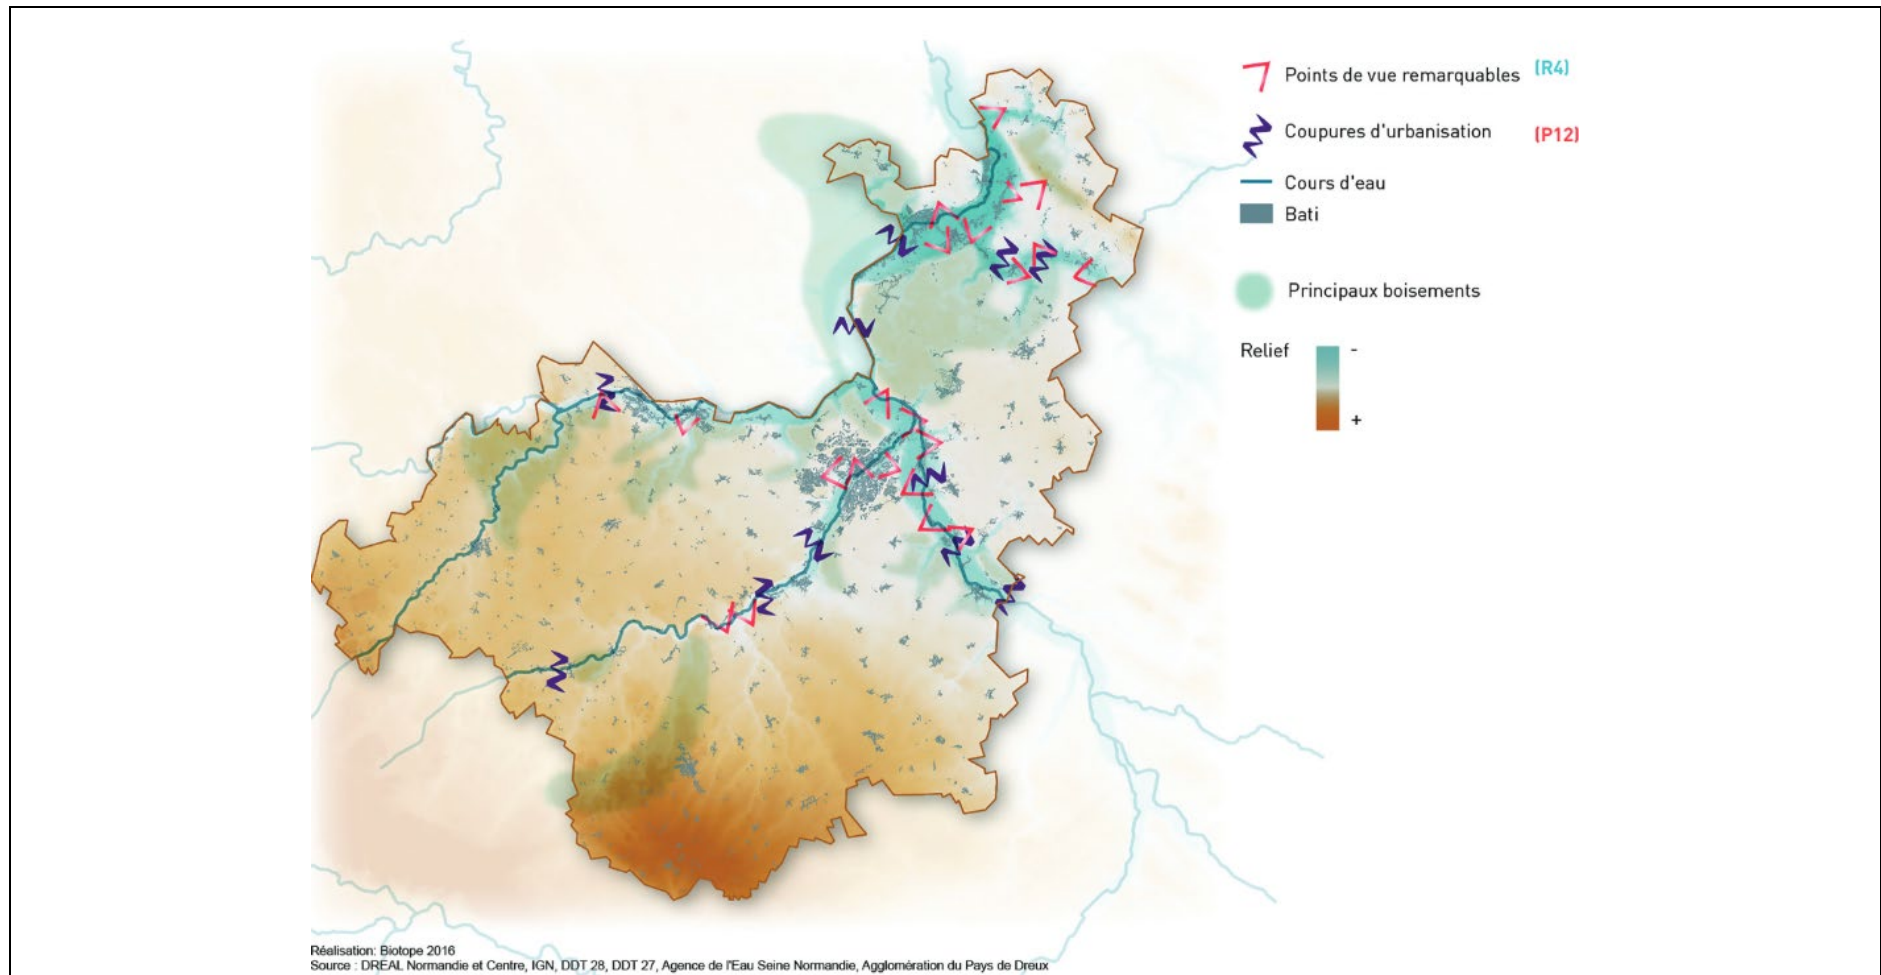 Points de vue remarquables (R4)
Coupures d'urbanisation (P12)
Cours d'eau
Bati
Principaux boisements
Relief -
+
Réalisation: Biotope 2016
Source : DREAL Normandie et Centre, IGN, DDT 28, DDT 27, Agence de l'Eau Seine Normandie, Agglomération du Pays de Dreux